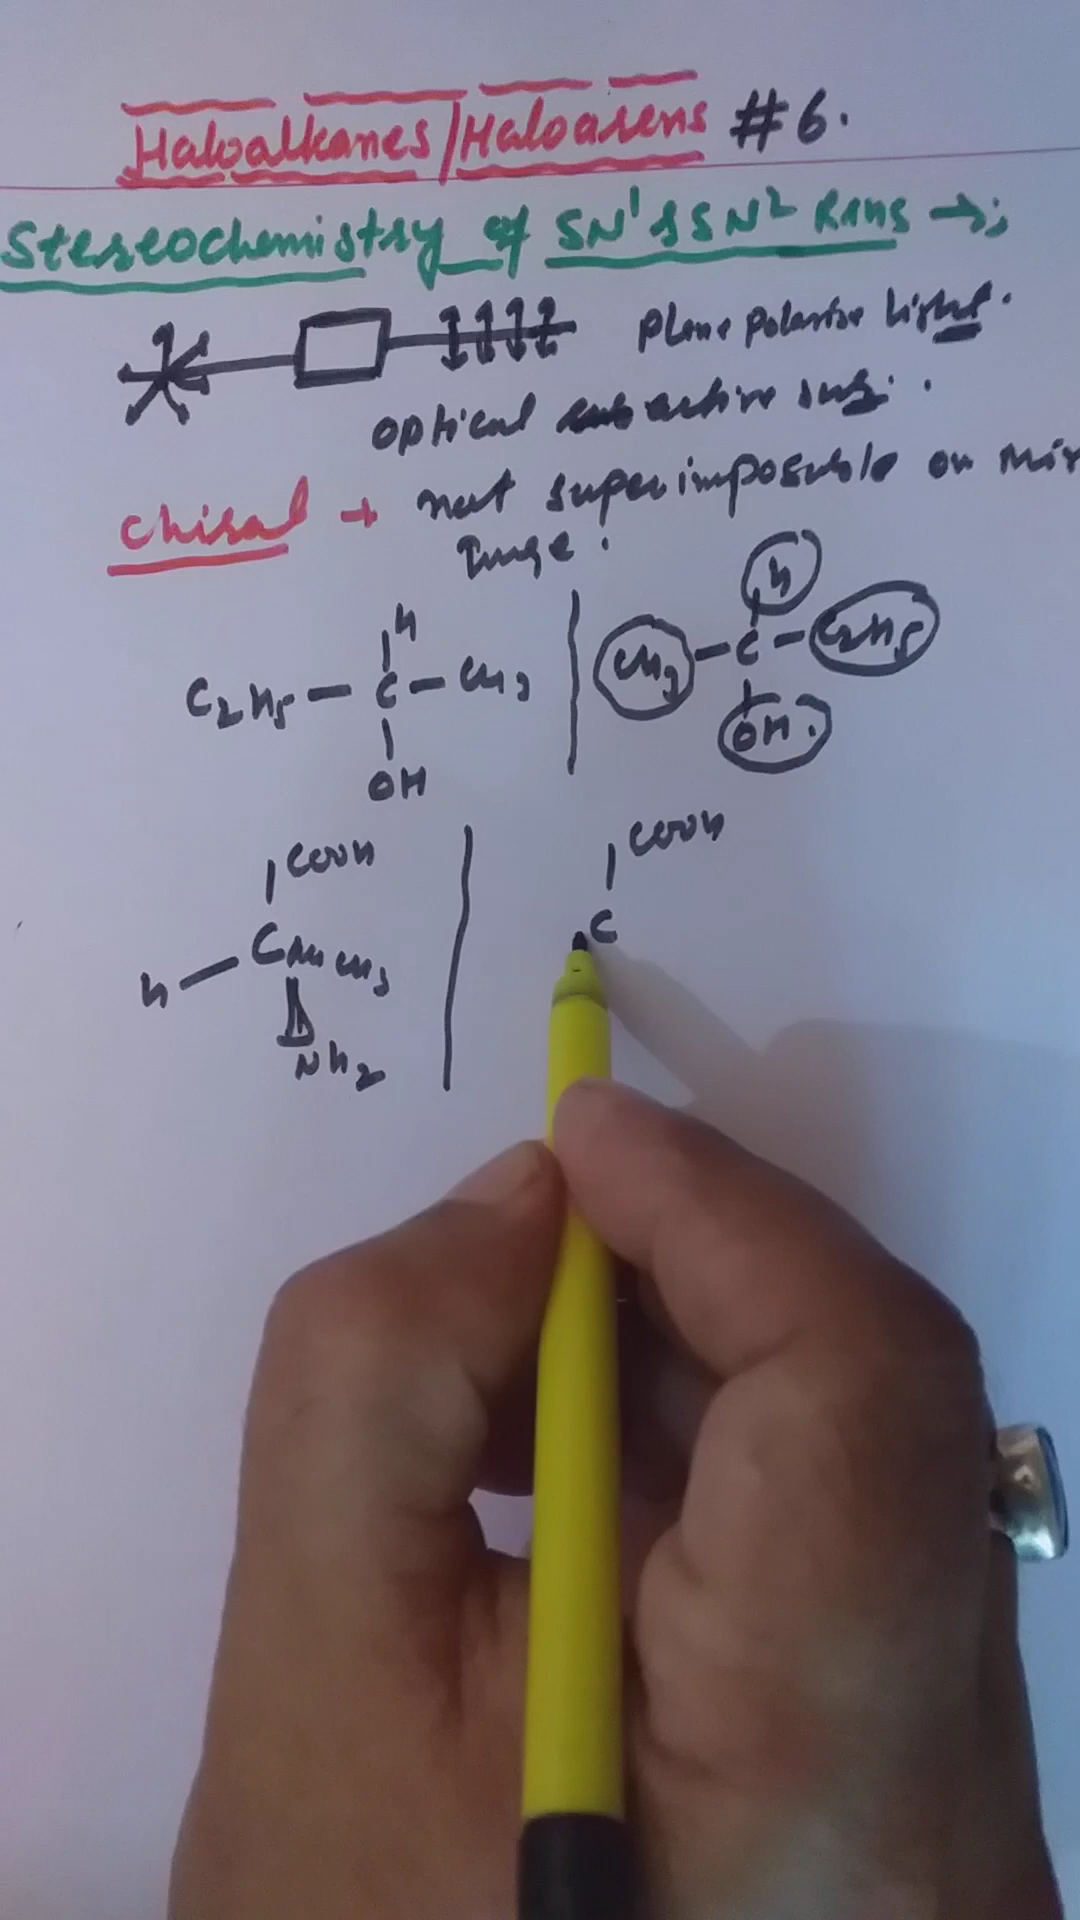 Haloalkanes/Haloarens #6.
Stereochemistry of SN1 & SN2 Rxns →;
Plane polarise light.
optical active sub.
chiral → not superimposable on mir
Image.
H
C2H5 — C — CH3
OH
H
CH3 — C — C2H5
OH.
COOH
H — C CH3
NH2
COOH
C